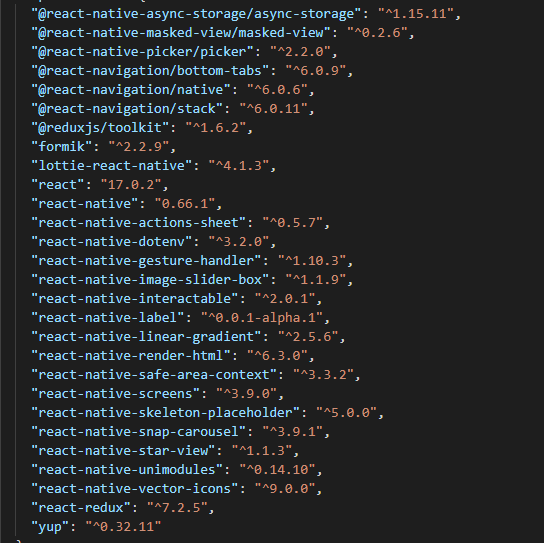 "@react-native-async-storage/async-storage": "^1.15.11",
"@react-native-masked-view/masked-view": "^0.2.6",
"@react-native-picker/picker": "^2.2.0",
"@react-navigation/bottom-tabs": "^6.0.9",
"@react-navigation/native": "^6.0.6",
"@react-navigation/stack": "^6.0.11",
"@reduxjs/toolkit": "^1.6.2",
"formik": "^2.2.9",
"lottie-react-native": "^4.1.3",
"react": "17.0.2",
"react-native": "0.66.1",
"react-native-actions-sheet": "^0.5.7",
"react-native-dotenv": "^3.2.0",
"react-native-gesture-handler": "^1.10.3",
"react-native-image-slider-box": "^1.1.9",
"react-native-interactable": "^2.0.1",
"react-native-label": "^0.0.1-alpha.1",
"react-native-linear-gradient": "^2.5.6",
"react-native-render-html": "^6.3.0",
"react-native-safe-area-context": "^3.3.2",
"react-native-screens": "^3.9.0",
"react-native-skeleton-placeholder": "^5.0.0",
"react-native-snap-carousel": "^3.9.1",
"react-native-star-view": "^1.1.3",
"react-native-unimodules": "^0.14.10",
"react-native-vector-icons": "^9.0.0",
"react-redux": "^7.2.5",
"yup": "^0.32.11"